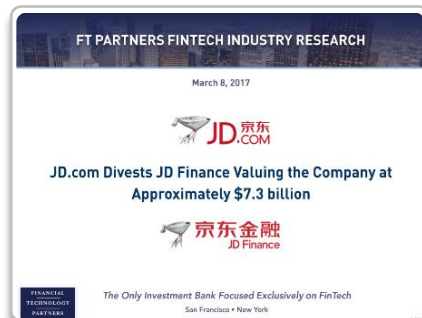 FT PARTNERS FINTECH INDUSTRY RESEARCH
March 8, 2017
JD.京东
.COM
JD.com Divests JD Finance Valuing the Company at
Approximately $7.3 billion
京东金融
JD Finance
FINANCIAL
TECHNOLOGY
PARTNERS
The Only Investment Bank Focused Exclusively on FinTech
San Francisco • New York